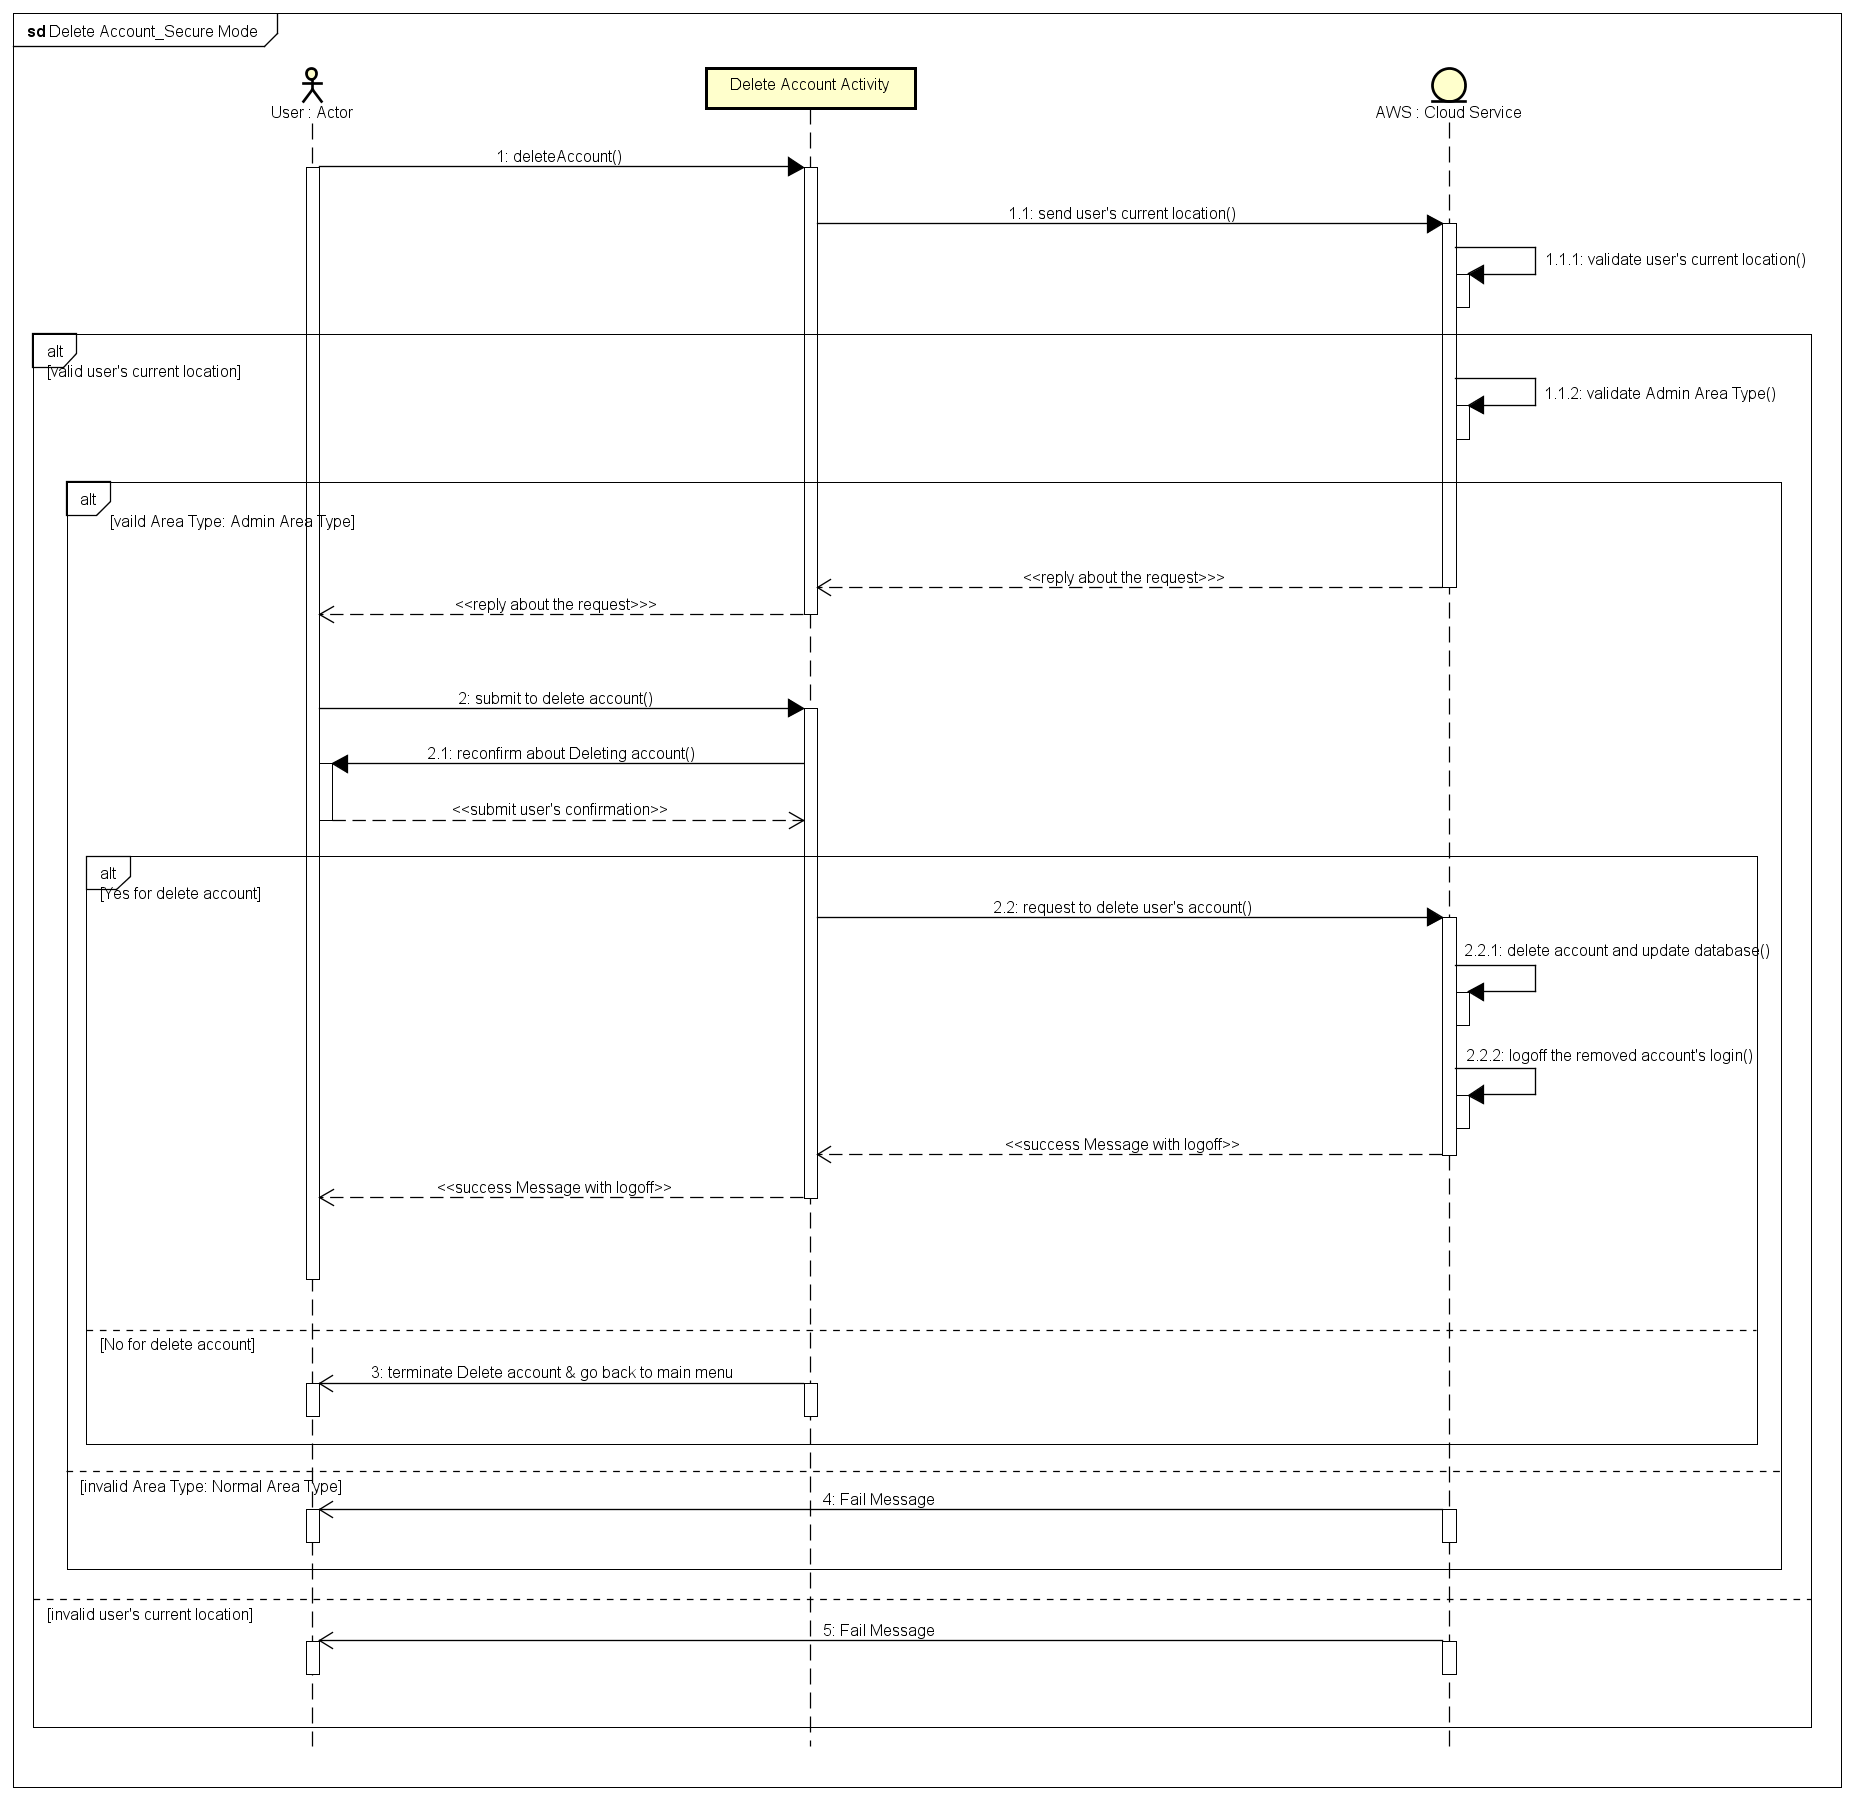 sd Delete Account_Secure Mode
User : Actor
Delete Account Activity
AWS : Cloud Service
1: deleteAccount()
1.1: send user's current location()
1.1.1: validate user's current location()
alt
[valid user's current location]
1.1.2: validate Admin Area Type()
alt
[vaild Area Type: Admin Area Type]
<<reply about the request>>>
<<reply about the request>>>
2: submit to delete account()
2.1: reconfirm about Deleting account()
<<submit user's confirmation>>
alt
[Yes for delete account]
2.2: request to delete user's account()
2.2.1: delete account and update database()
2.2.2: logoff the removed account's login()
<<success Message with logoff>>
<<success Message with logoff>>
[No for delete account]
3: terminate Delete account & go back to main menu
[invalid Area Type: Normal Area Type]
4: Fail Message
[invalid user's current location]
5: Fail Message